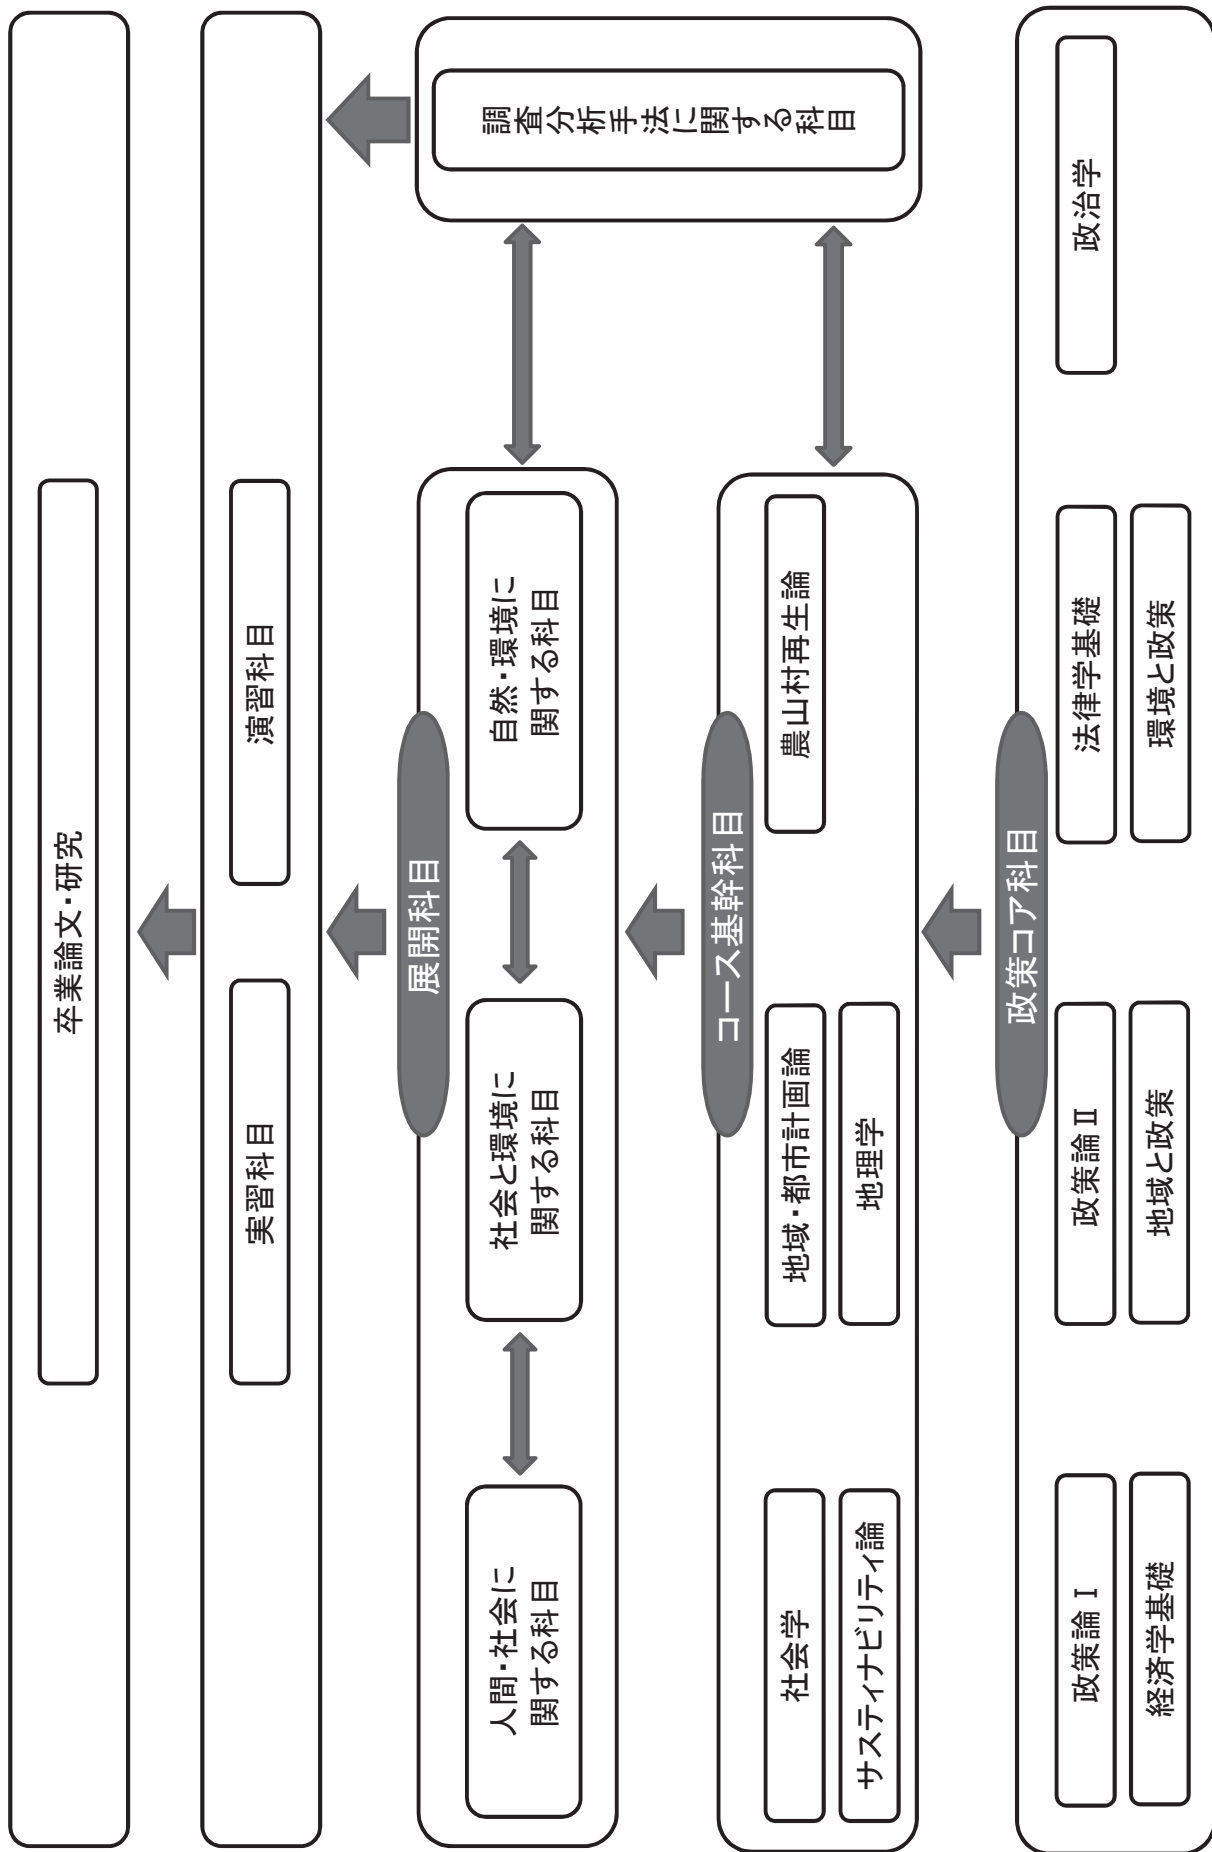 卒業論文・研究
実習科目
演習科目
展開科目
人間・社会に
関する科目
社会と環境に
関する科目
自然・環境に
関する科目
調査分析手法に関する科目
コース基幹科目
社会学
地域・都市計画論
農山村再生論
サスティナビリティ論
地理学
政策コア科目
政策論Ⅰ
政策論Ⅱ
法律学基礎
政治学
経済学基礎
地域と政策
環境と政策